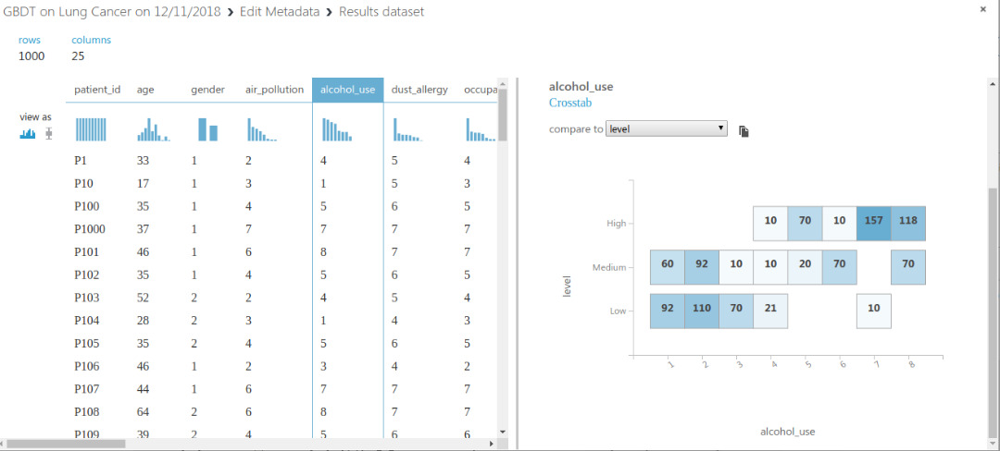 GBDT on Lung Cancer on 12/11/2018 › Edit Metadata › Results dataset ×
rows columns
1000 25
patient_id age gender air_pollution alcohol_use dust_allergy occupa
view as
P1 33 1 2 4 5 4
P10 17 1 3 1 5 3
P100 35 1 4 5 6 5
P1000 37 1 7 7 7 7
P101 46 1 6 8 7 7
P102 35 1 4 5 6 5
P103 52 2 2 4 5 4
P104 28 2 3 1 4 3
P105 35 2 4 5 6 5
P106 46 1 2 3 4 2
P107 44 1 6 7 7 7
P108 64 2 6 8 7 7
P109 39 2 4 5 6 6
alcohol_use
Crosstab
compare to level
High 10 70 10 157 118
Medium 60 92 10 10 20 70 70
Low 92 110 70 21 10
level
1 2 3 4 5 6 7 8
alcohol_use